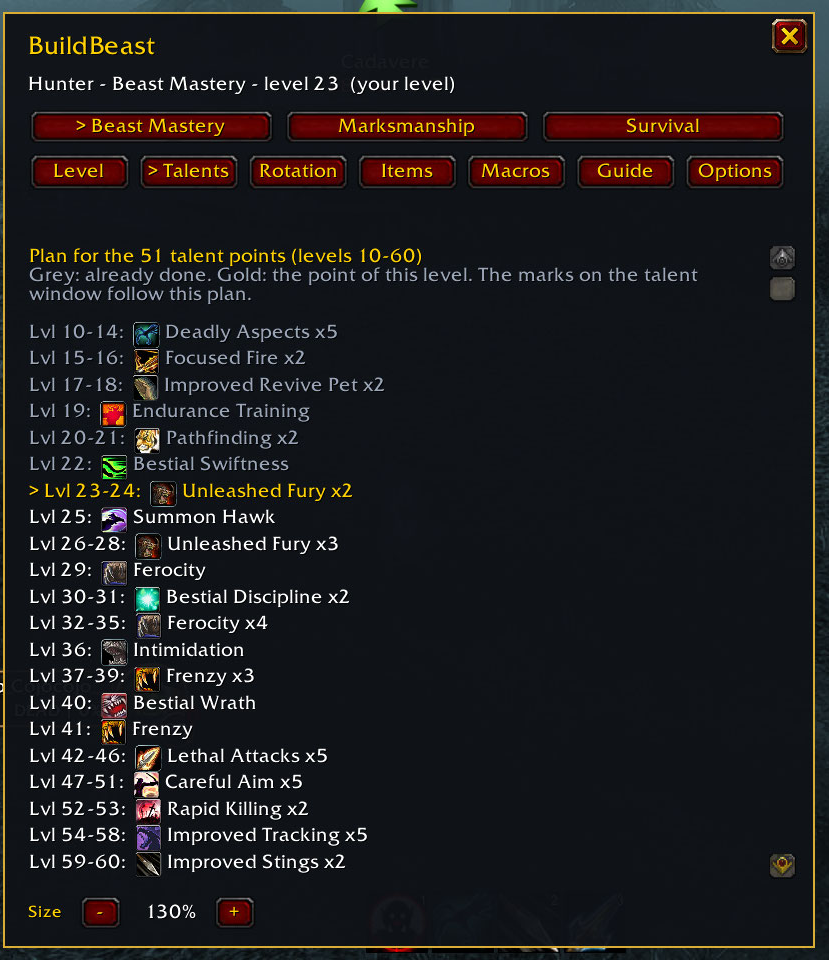 BuildBeast
Cadavere
Hunter - Beast Mastery - level 23 (your level)
> Beast Mastery
Marksmanship
Survival
Level
> Talents
Rotation
Items
Macros
Guide
Options
Plan for the 51 talent points (levels 10-60)
Grey: already done. Gold: the point of this level. The marks on the talent
window follow this plan.
Lvl 10-14: Deadly Aspects x5
Lvl 15-16: Focused Fire x2
Lvl 17-18: Improved Revive Pet x2
Lvl 19: Endurance Training
Lvl 20-21: Pathfinding x2
Lvl 22: Bestial Swiftness
> Lvl 23-24: Unleashed Fury x2
Lvl 25: Summon Hawk
Lvl 26-28: Unleashed Fury x3
Lvl 29: Ferocity
Lvl 30-31: Bestial Discipline x2
Lvl 32-35: Ferocity x4
Lvl 36: Intimidation
Lvl 37-39: Frenzy x3
Lvl 40: Bestial Wrath
Lvl 41: Frenzy
Lvl 42-46: Lethal Attacks x5
Lvl 47-51: Careful Aim x5
Lvl 52-53: Rapid Killing x2
Lvl 54-58: Improved Tracking x5
Lvl 59-60: Improved Stings x2
Size - 130% +